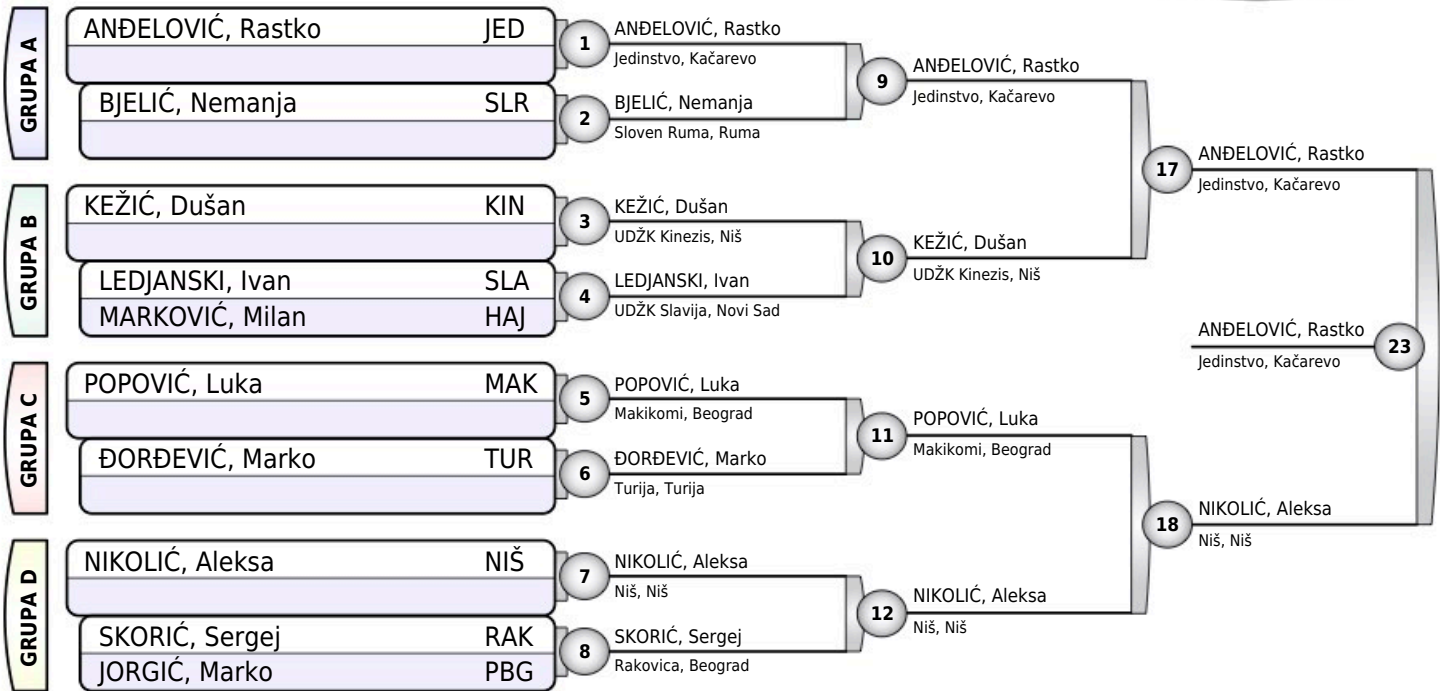 GRUPA A
ANĐELOVIĆ, Rastko JED
BJELIĆ, Nemanja SLR
GRUPA B
KEŽIĆ, Dušan KIN
LEDJANSKI, Ivan SLA
MARKOVIĆ, Milan HAJ
GRUPA C
POPOVIĆ, Luka MAK
ĐORĐEVIĆ, Marko TUR
GRUPA D
NIKOLIĆ, Aleksa NIŠ
SKORIĆ, Sergej RAK
JORGIĆ, Marko PBG
1 ANĐELOVIĆ, Rastko
Jedinstvo, Kačarevo
2 BJELIĆ, Nemanja
Sloven Ruma, Ruma
3 KEŽIĆ, Dušan
UDŽK Kinezis, Niš
4 LEDJANSKI, Ivan
UDŽK Slavija, Novi Sad
5 POPOVIĆ, Luka
Makikomi, Beograd
6 ĐORĐEVIĆ, Marko
Turija, Turija
7 NIKOLIĆ, Aleksa
Niš, Niš
8 SKORIĆ, Sergej
Rakovica, Beograd
9 ANĐELOVIĆ, Rastko
Jedinstvo, Kačarevo
10 KEŽIĆ, Dušan
UDŽK Kinezis, Niš
11 POPOVIĆ, Luka
Makikomi, Beograd
12 NIKOLIĆ, Aleksa
Niš, Niš
17 ANĐELOVIĆ, Rastko
Jedinstvo, Kačarevo
18 NIKOLIĆ, Aleksa
Niš, Niš
ANĐELOVIĆ, Rastko 23
Jedinstvo, Kačarevo